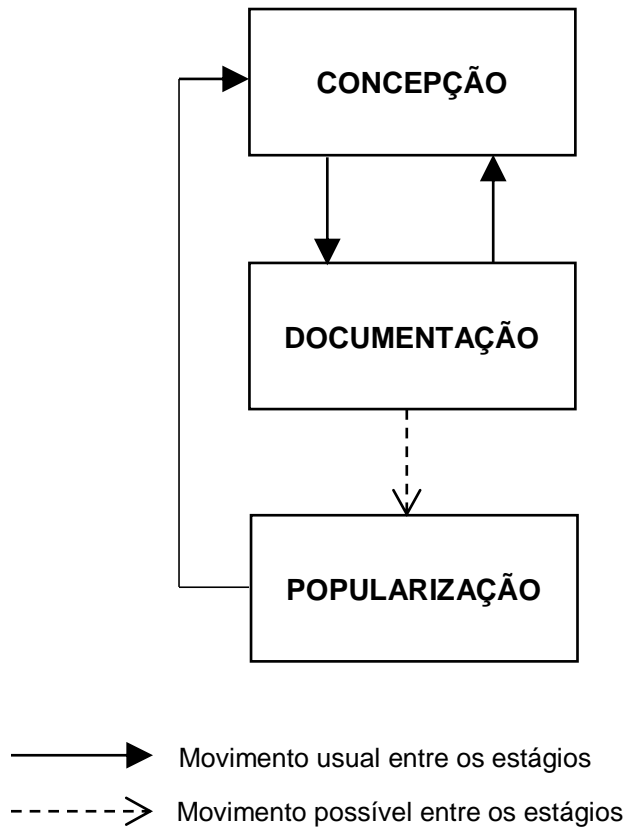 CONCEPÇÃO
DOCUMENTAÇÃO
POPULARIZAÇÃO
Movimento usual entre os estágios
Movimento possível entre os estágios